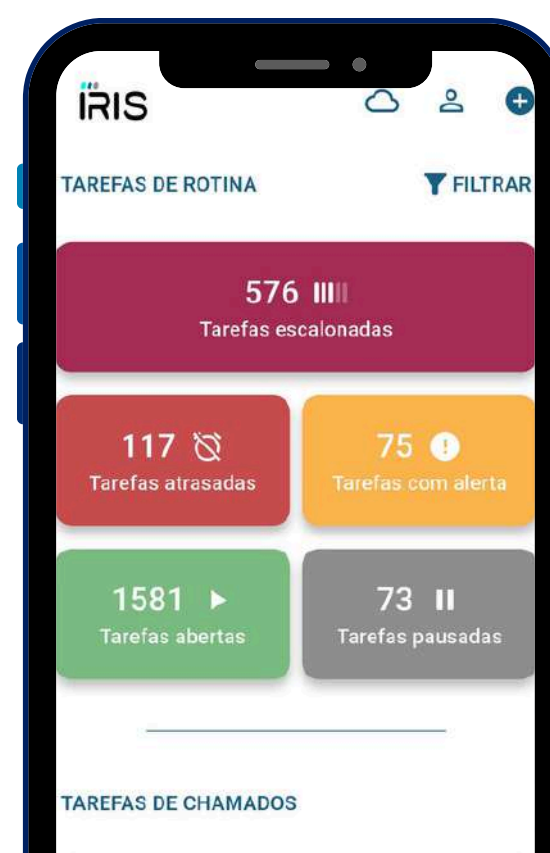 IRIS
TAREFAS DE ROTINA
FILTRAR
576
Tarefas escalonadas
117
Tarefas atrasadas
75
Tarefas com alerta
1581
Tarefas abertas
73
Tarefas pausadas
TAREFAS DE CHAMADOS